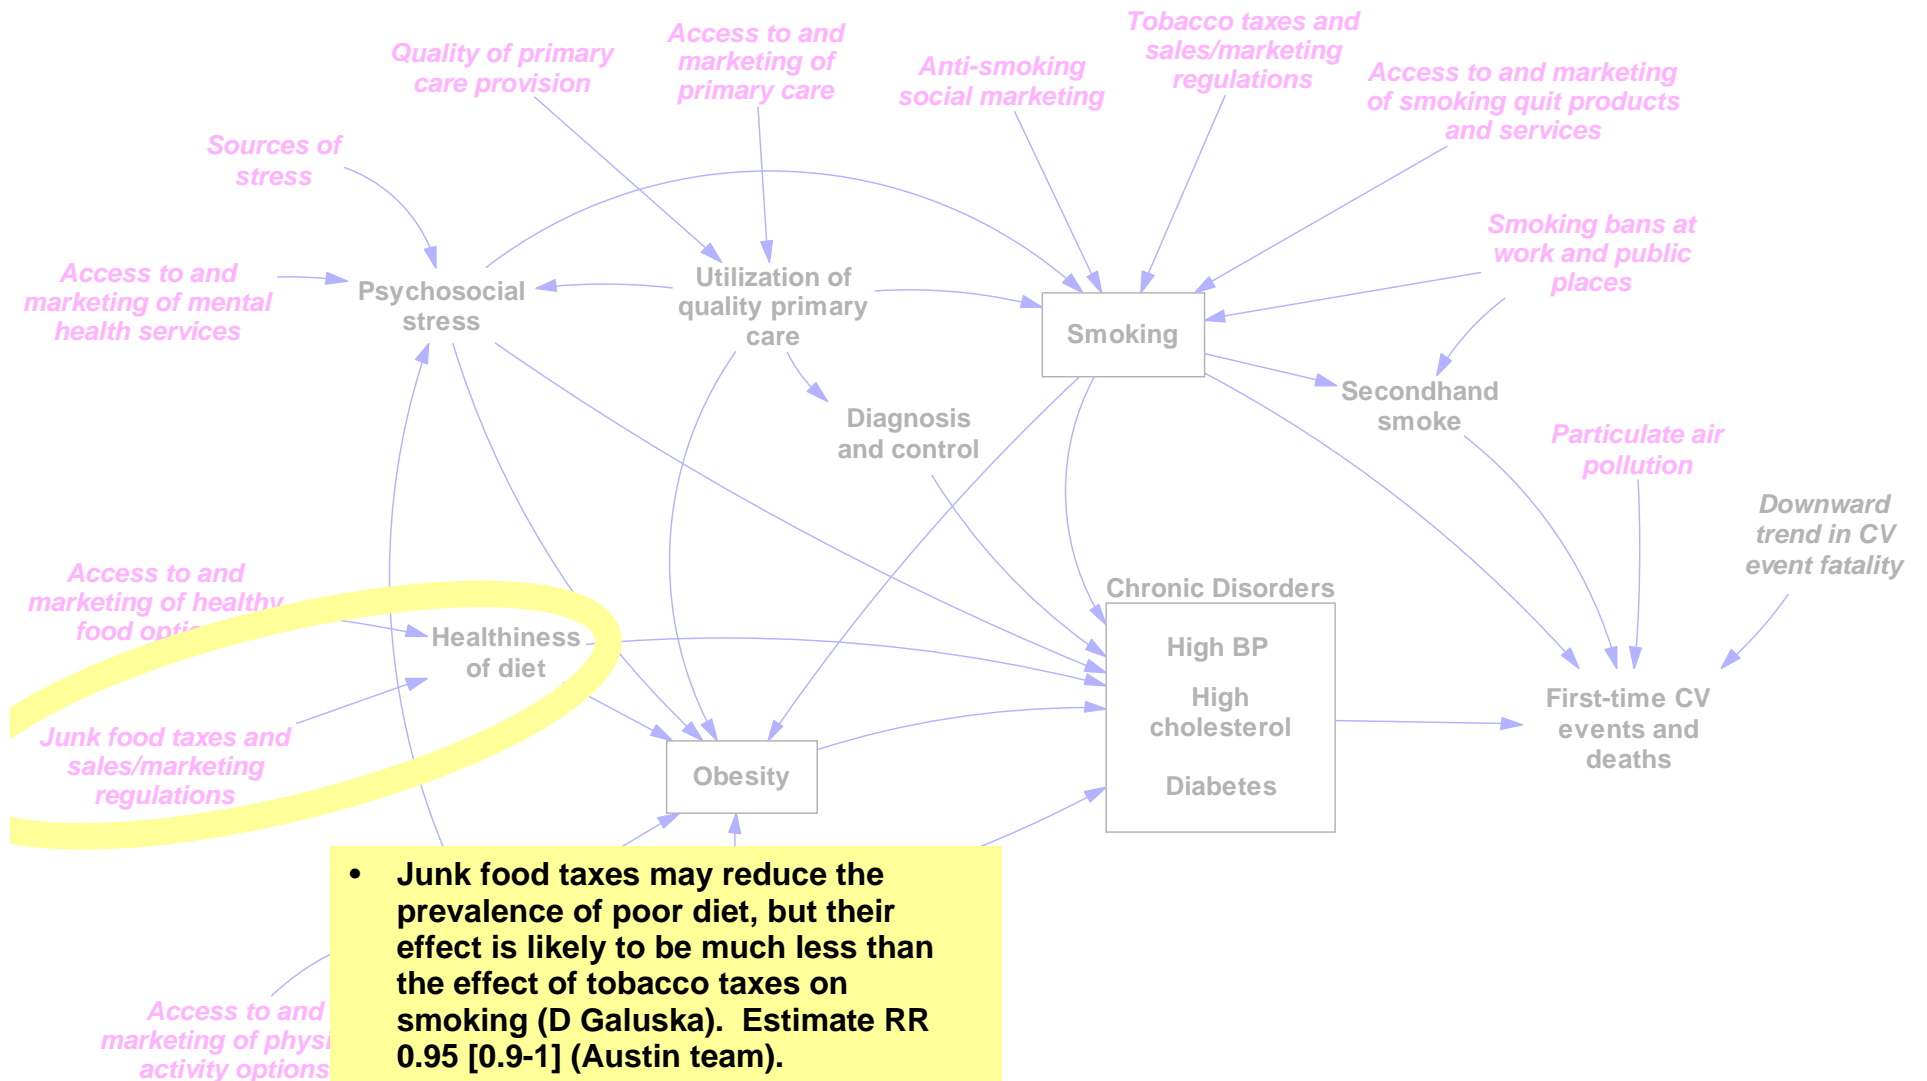 Quality of primary
care provision
Access to and
marketing of
primary care
Anti-smoking
social marketing
Tobacco taxes and
sales/marketing
regulations
Access to and marketing
of smoking quit products
and services
Sources of
stress
Smoking bans at
work and public
places
Access to and
marketing of mental
health services
Psychosocial
stress
Utilization of
quality primary
care
Smoking
Secondhand
smoke
Diagnosis
and control
Particulate air
pollution
Downward
trend in CV
event fatality
Access to and
marketing of healthy
food
Healthiness
of diet
Chronic Disorders
High BP
High
cholesterol
Diabetes
First-time CV
events and
deaths
Junk food taxes and
sales/marketing
regulations
Obesity
• Junk food taxes may reduce the
prevalence of poor diet, but their
effect is likely to be much less than
the effect of tobacco taxes on
smoking (D Galuska). Estimate RR
0.95 [0.9-1] (Austin team).
Access to and
marketing of
activity options